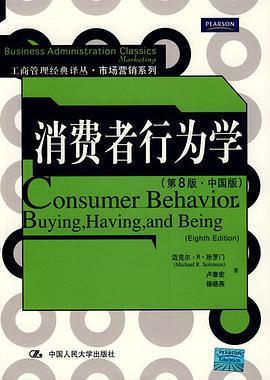 PEARSON
Business Administration Classics
Marketing
工商管理经典译丛·市场营销系列
消费者行为学
(第8版·中国版)
Consumer Behavior
Buying, Having, and Being
(Eighth Edition)
迈克尔·R·所罗门
(Michael R. Solomon)
卢泰宏
杨晓燕
著
中国人民大学出版社
PEARSON
Education